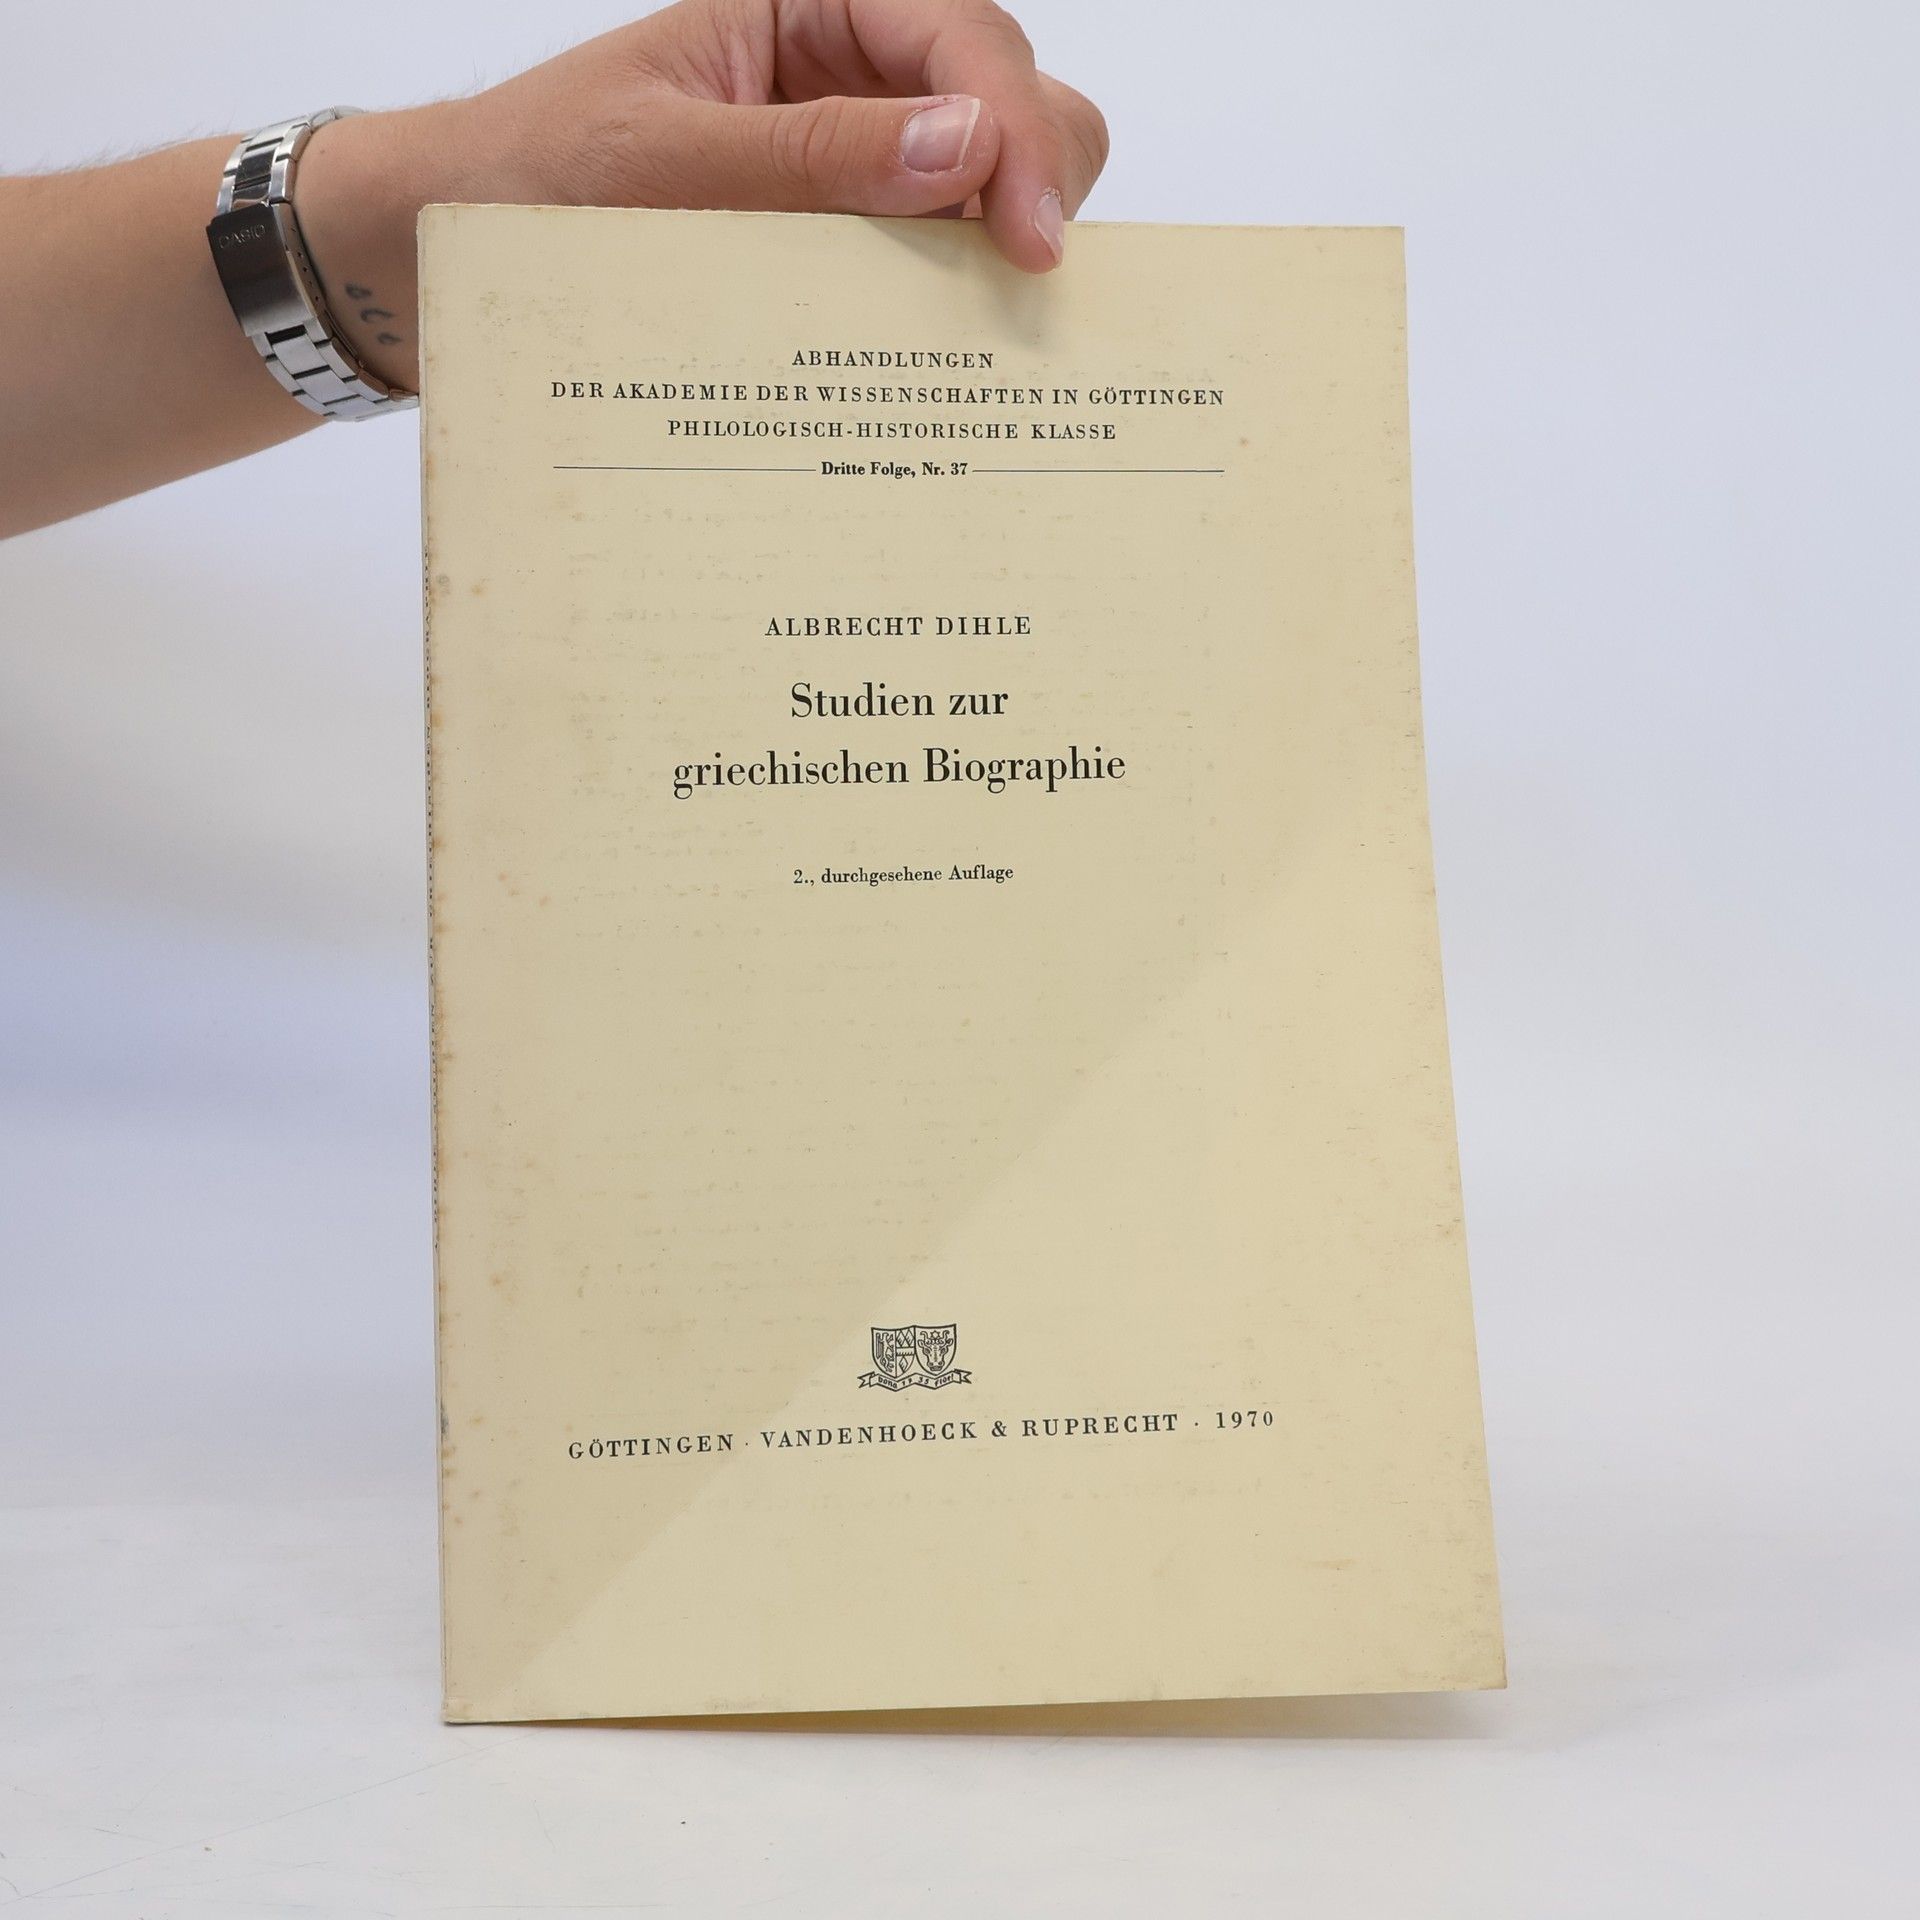 CASIO
ABHANDLUNGEN
DER AKADEMIE DER WISSENSCHAFTEN IN GÖTTINGEN
PHILOLOGISCH-HISTORISCHE KLASSE
Dritte Folge, Nr. 37
ALBRECHT DIHLE
Studien zur
griechischen Biographie
2., durchgesehene Auflage
GÖTTINGEN · VANDENHOECK & RUPRECHT · 1970